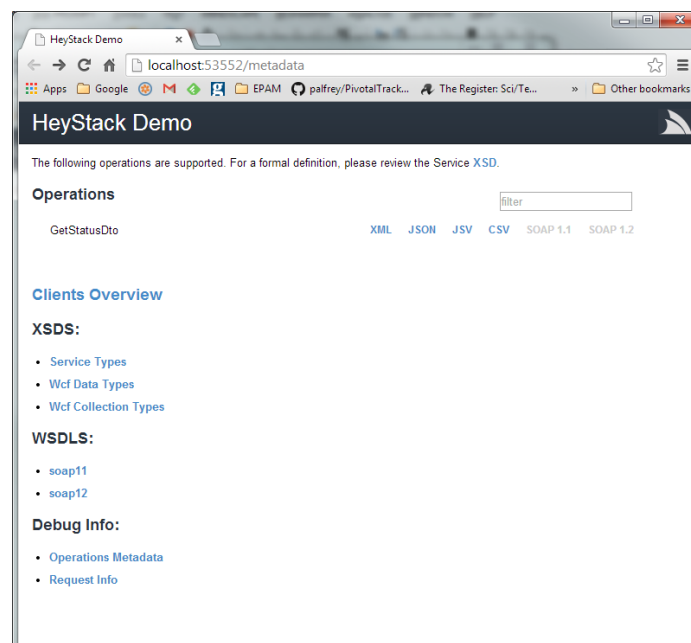 HeyStack Demo
localhost:53552/metadata
Apps Google EPAM palfrey/PivotalTrack... The Register: Sci/Te... » Other bookmarks
HeyStack Demo
The following operations are supported. For a formal definition, please review the Service XSD.
Operations
filter
GetStatusDto XML JSON JSV CSV SOAP 1.1 SOAP 1.2
Clients Overview
XSDS:
• Service Types
• Wcf Data Types
• Wcf Collection Types
WSDLS:
• soap11
• soap12
Debug Info:
• Operations Metadata
• Request Info